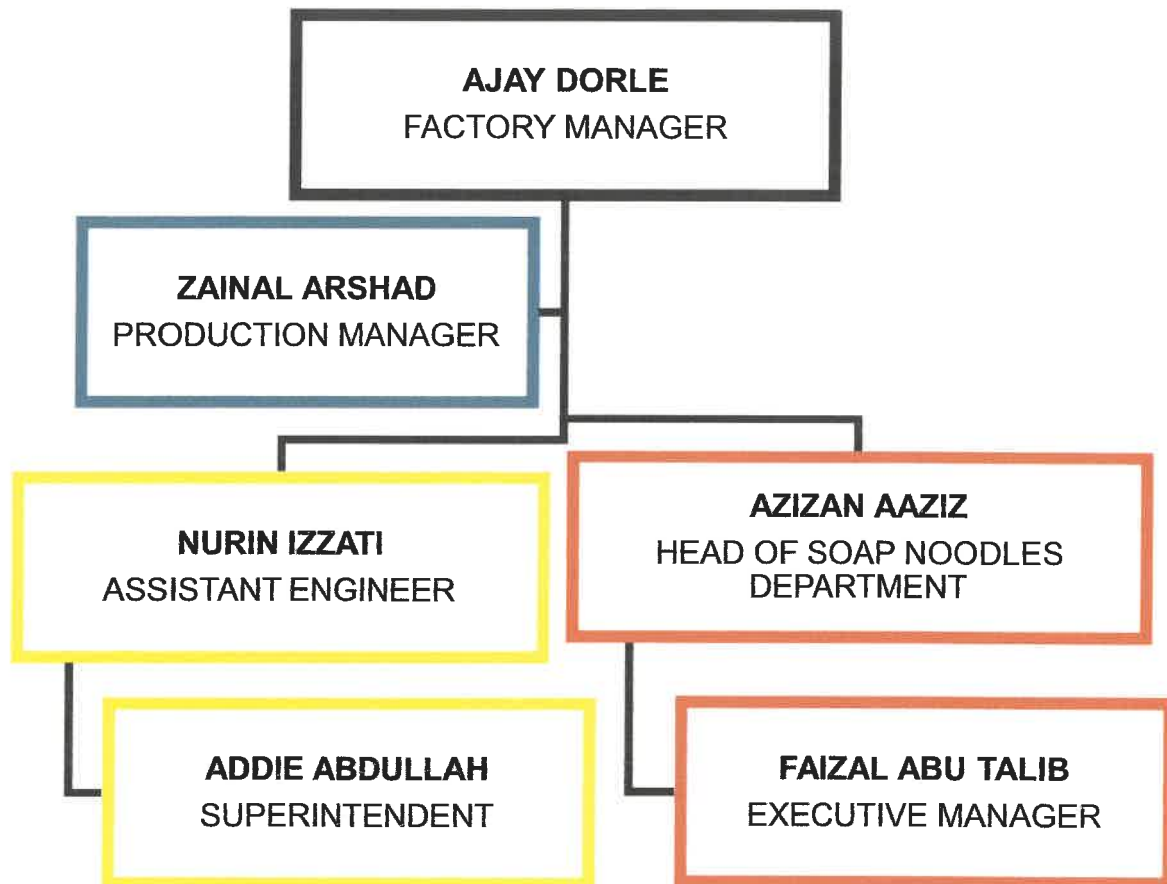 AJAY DORLE
FACTORY MANAGER
ZAINAL ARSHAD
PRODUCTION MANAGER
NURIN IZZATI
ASSISTANT ENGINEER
AZIZAN AAZIZ
HEAD OF SOAP NOODLES
DEPARTMENT
ADDIE ABDULLAH
SUPERINTENDENT
FAIZAL ABU TALIB
EXECUTIVE MANAGER